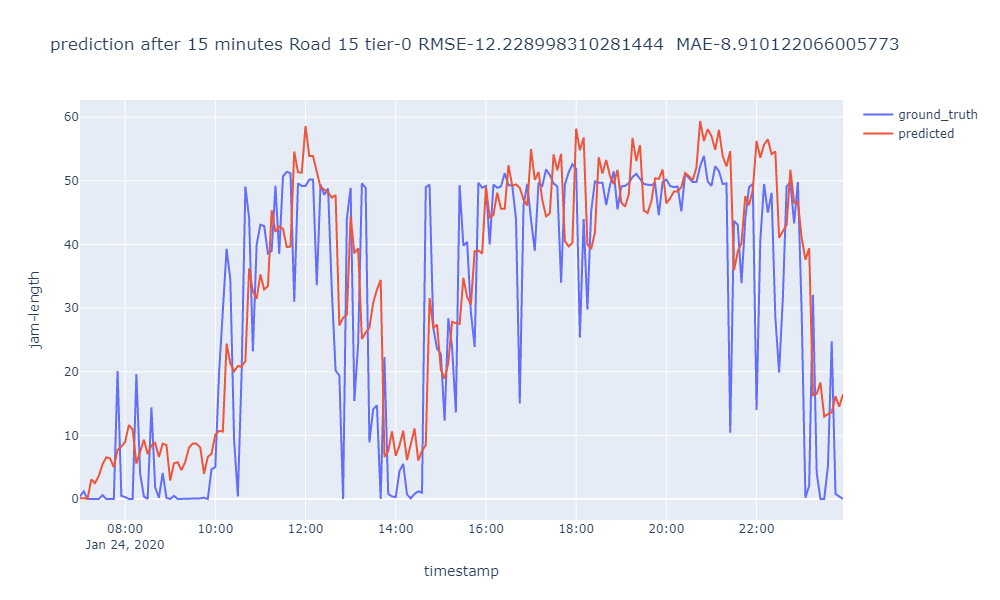 prediction after 15 minutes Road 15 tier-0 RMSE-12.228998310281444  MAE-8.910122066005773
ground_truth
predicted
60
50
40
30
20
10
0
jam-length
08:00 10:00 12:00 14:00 16:00 18:00 20:00 22:00
Jan 24, 2020
timestamp